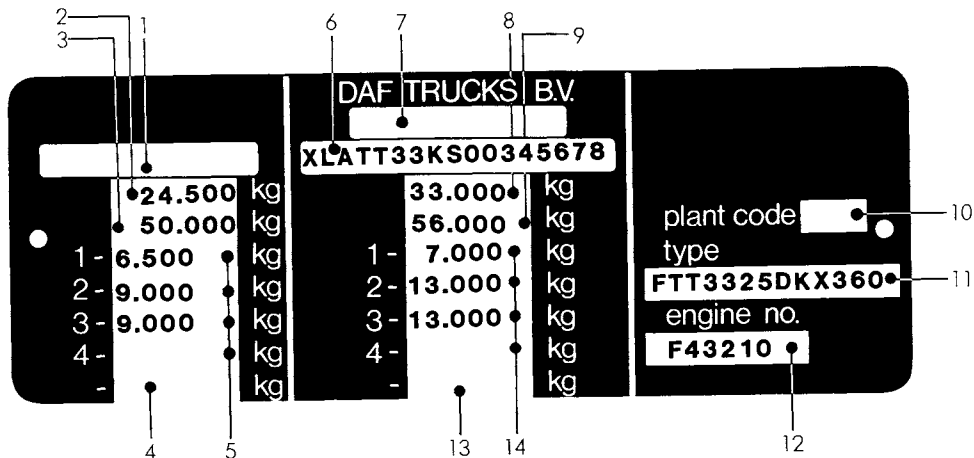 2 1
3
6
7
8
9
DAF TRUCKS B.V.
XLATT33KS00345678
24.500 kg
50.000 kg
1- 6.500 kg
2- 9.000 kg
3- 9.000 kg
4- kg
- kg
33.000 kg
56.000 kg
1- 7.000 kg
2- 13.000 kg
3- 13.000 kg
4- kg
- kg
plant code
10
type
FTT3325DKX360
11
engine no.
F43210
4
5
13
14
12